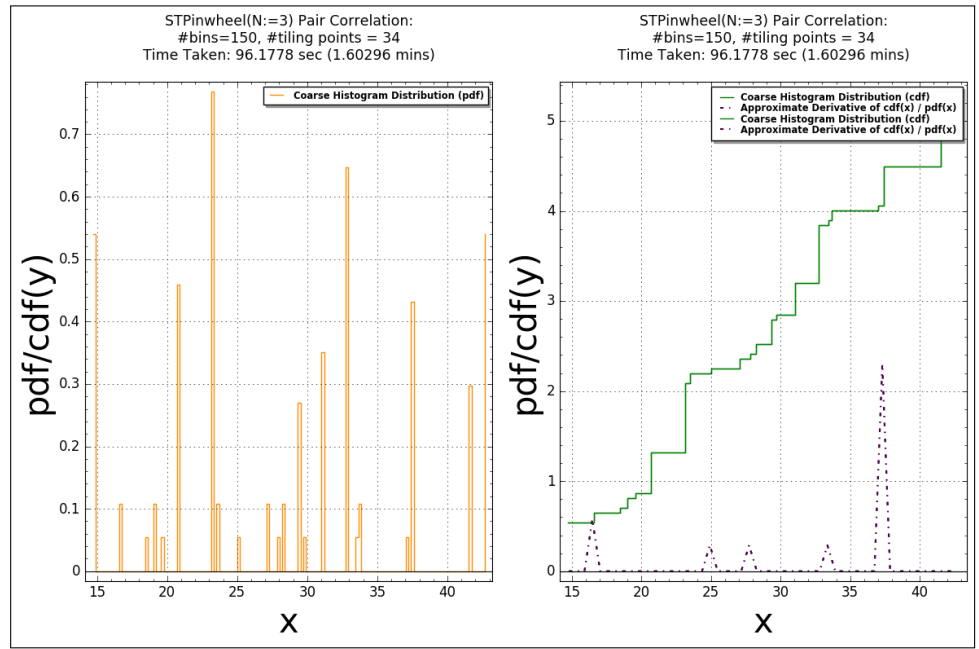 STPinwheel(N:=3) Pair Correlation:
#bins=150, #tiling points = 34
Time Taken: 96.1778 sec (1.60296 mins)
Coarse Histogram Distribution (pdf)
0.7
0.6
0.5
0.4
0.3
0.2
0.1
0
pdf/cdf(y)
15
20
25
30
35
40
x
STPinwheel(N:=3) Pair Correlation:
#bins=150, #tiling points = 34
Time Taken: 96.1778 sec (1.60296 mins)
Coarse Histogram Distribution (cdf)
Approximate Derivative of cdf(x) / pdf(x)
Coarse Histogram Distribution (cdf)
Approximate Derivative of cdf(x) / pdf(x)
5
4
3
2
1
0
pdf/cdf(y)
15
20
25
30
35
40
x